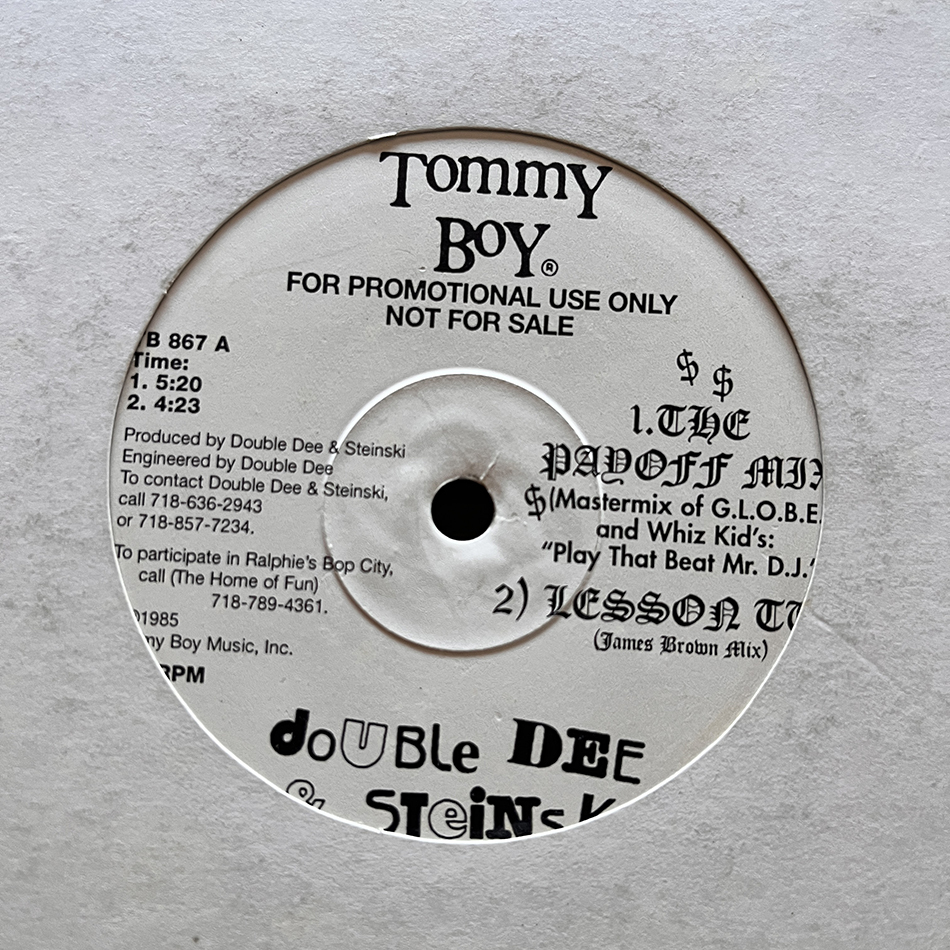 Tommy
Boy®
FOR PROMOTIONAL USE ONLY
NOT FOR SALE
B 867 A
Time:
1. 5:20
2. 4:23
Produced by Double Dee & Steinski
Engineered by Double Dee
To contact Double Dee & Steinski,
call 718-636-2943
or 718-857-7234.
To participate in Ralphie's Bop City,
call (The Home of Fun)
718-789-4361.
1985
my Boy Music, Inc.
RPM
$ $
1. THE
PAYOFF MIX
$ (Mastermix of G.L.O.B.E.
and Whiz Kid's:
"Play That Beat Mr. D.J."
2) LESSON
(James Brown Mix)
doUBle DEE
& STeiNsK